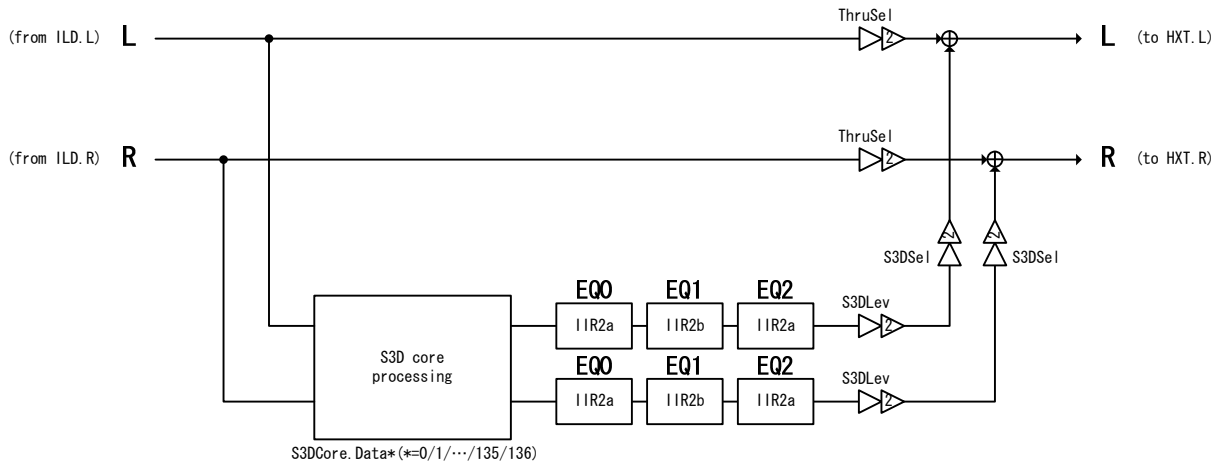 ThruSel
(from ILD.L) L 2 L (to HXT.L)
ThruSel
(from ILD.R) R 2 R (to HXT.R)
2 2
S3DSel S3DSel
EQ0 EQ1 EQ2
S3DLev
IIR2a IIR2b IIR2a 2
S3D core
processing
EQ0 EQ1 EQ2
S3DLev
IIR2a IIR2b IIR2a 2
S3DCore.Data*(*=0/1/⋯/135/136)